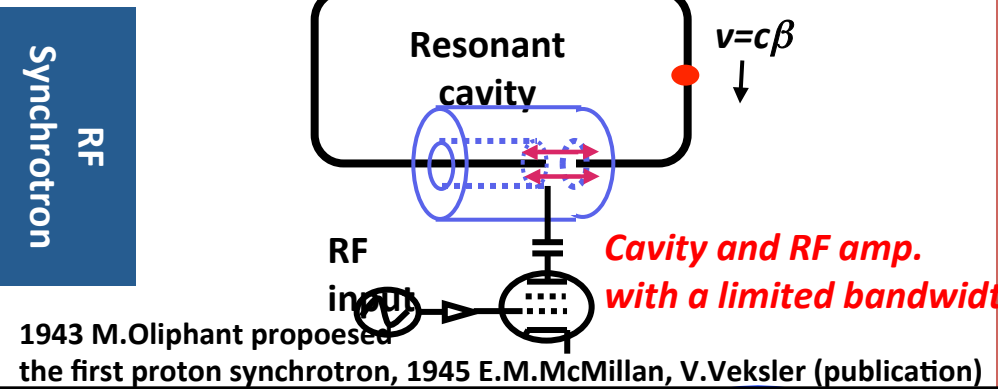 RF
Synchrotron
Resonant
cavity
v=cβ
RF
input
Cavity and RF amp.
with a limited bandwidt
1943 M.Oliphant propoesed
the first proton synchrotron, 1945 E.M.McMillan, V.Veksler (publication)